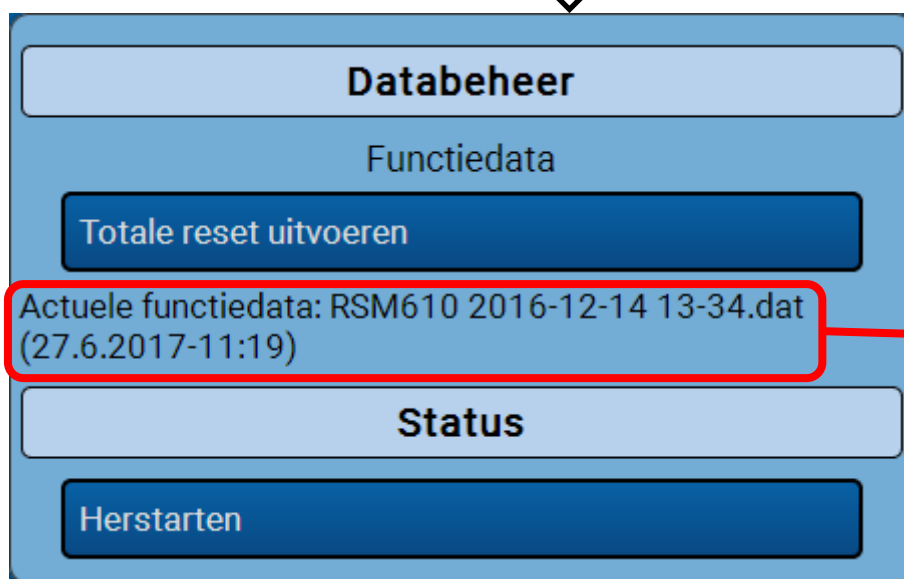 Databeheer
Functiedata
Totale reset uitvoeren
Actuele functiedata: RSM610 2016-12-14 13-34.dat
(27.6.2017-11:19)
Status
Herstarten